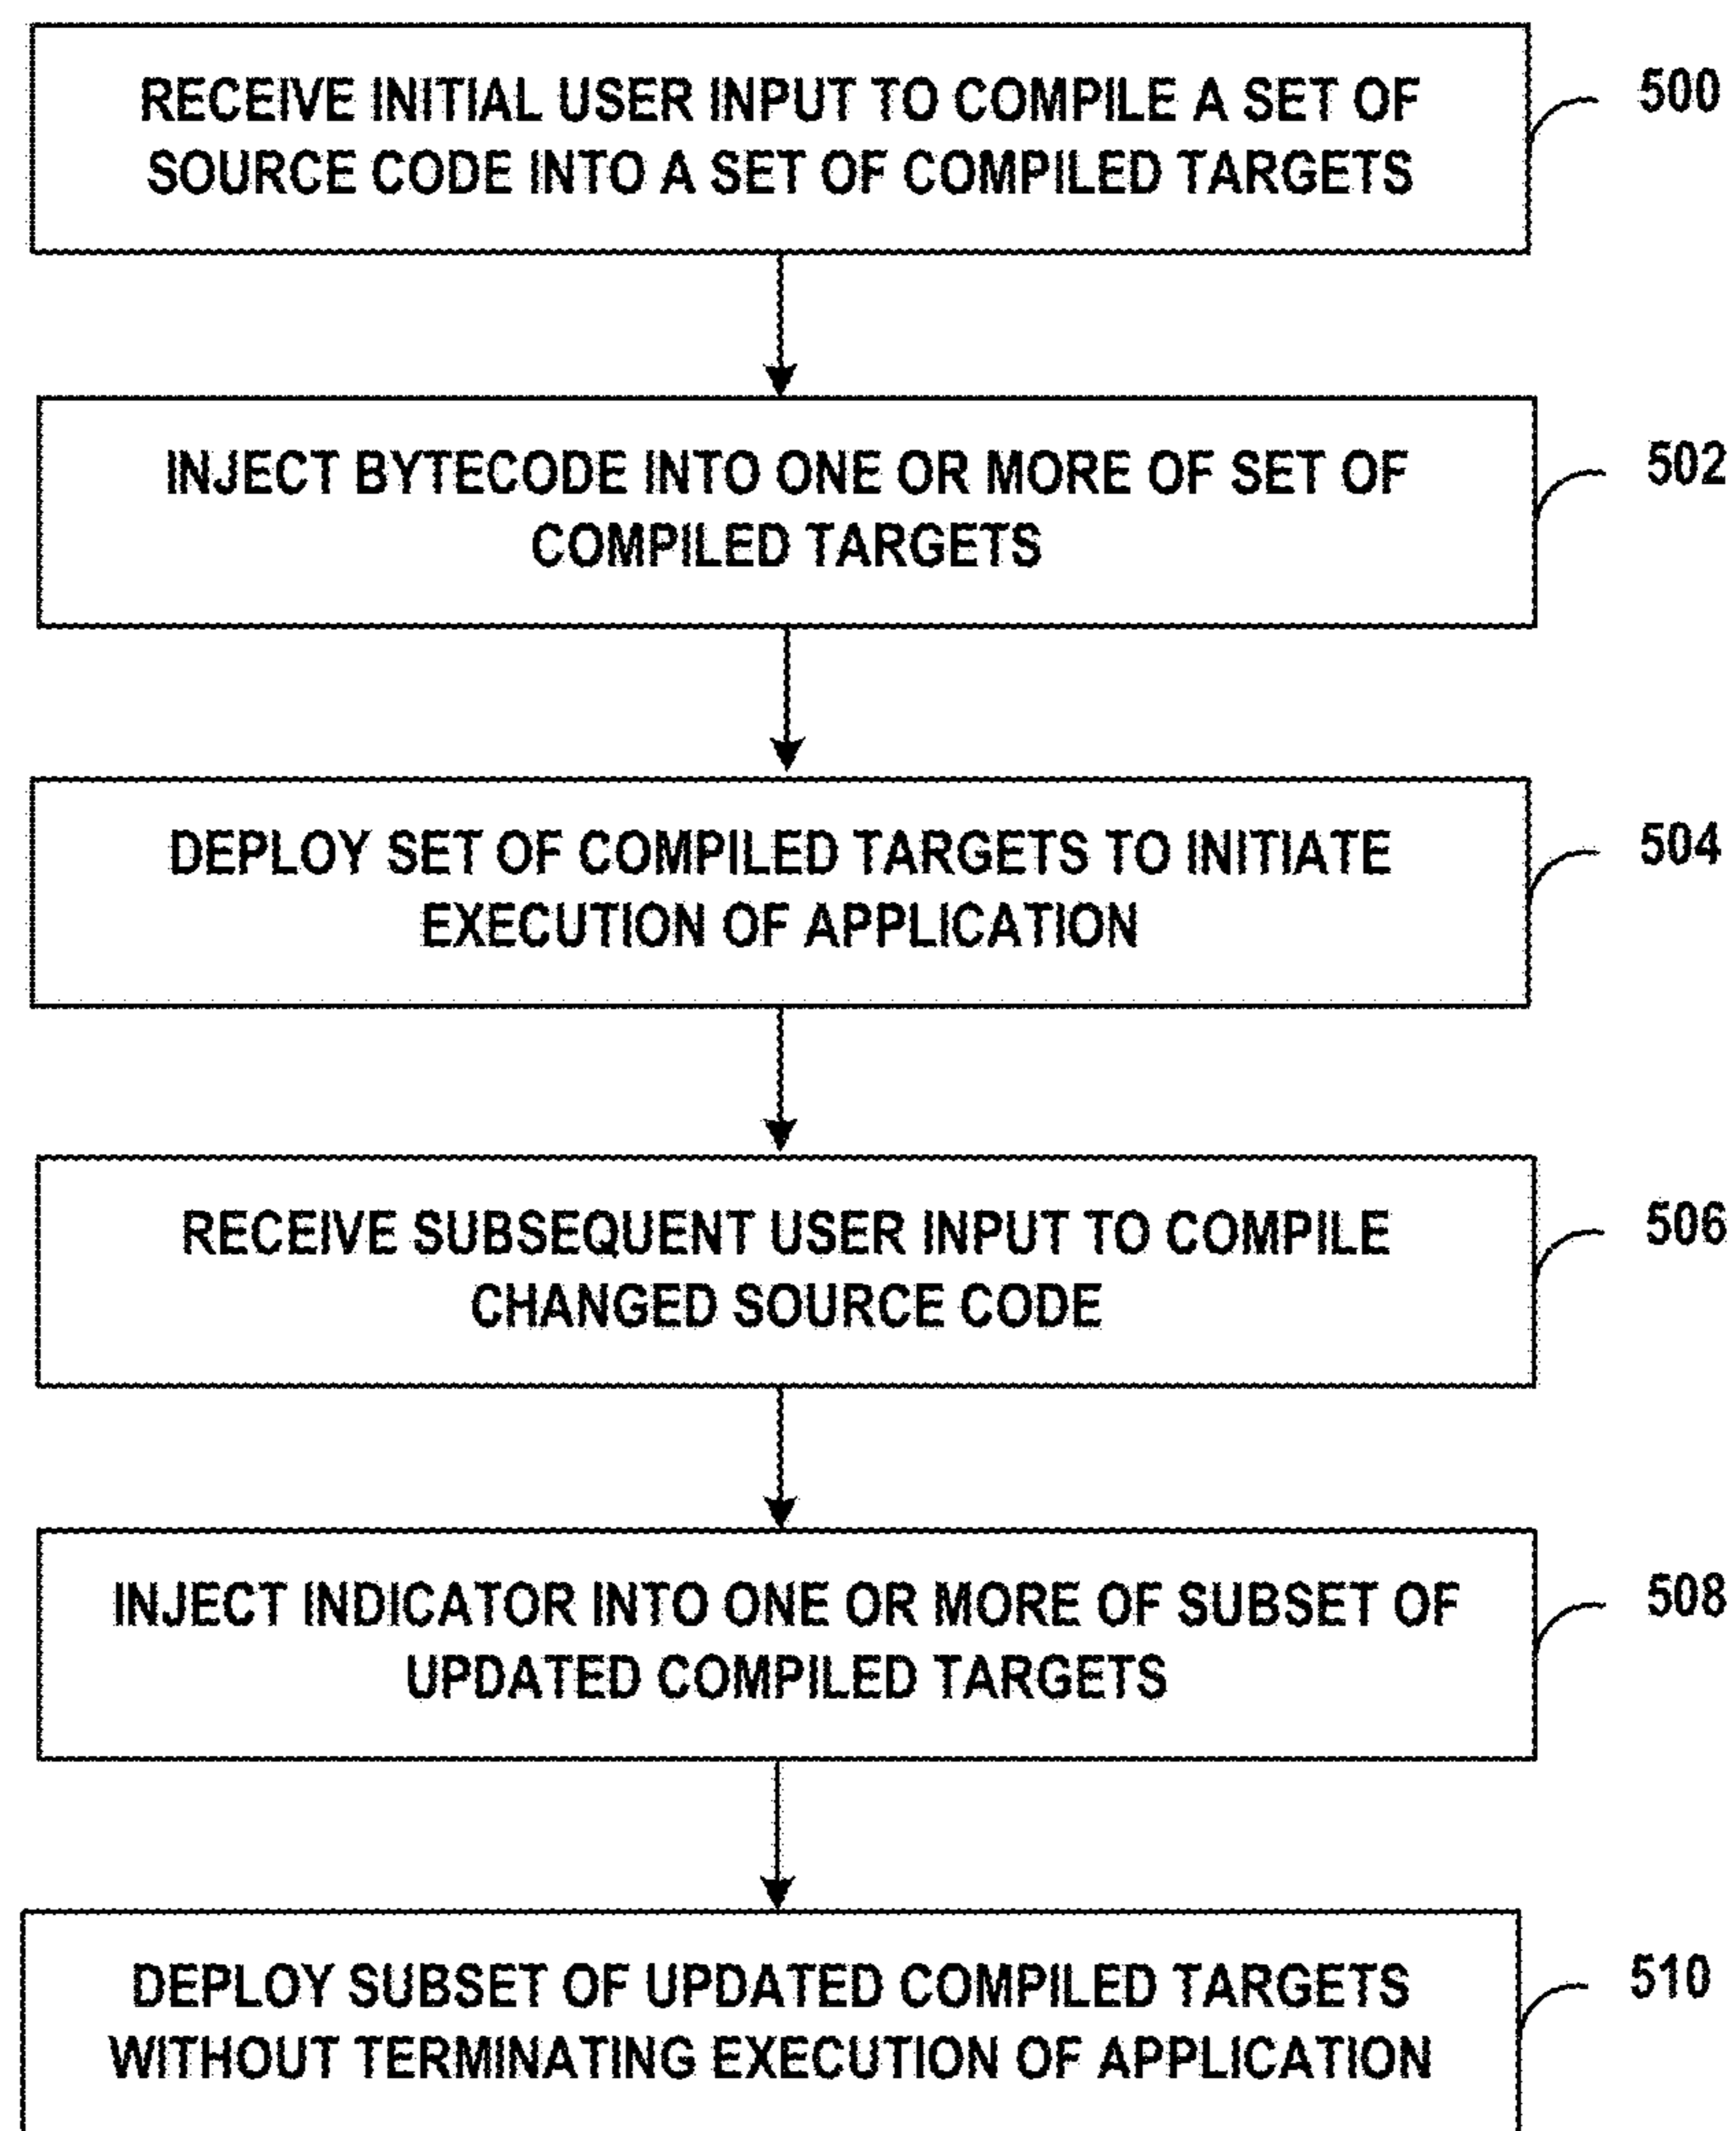 RECEIVE INITIAL USER INPUT TO COMPILE A SET OF
SOURCE CODE INTO A SET OF COMPILED TARGETS
500
INJECT BYTECODE INTO ONE OR MORE OF SET OF
COMPILED TARGETS
502
DEPLOY SET OF COMPILED TARGETS TO INITIATE
EXECUTION OF APPLICATION
504
RECEIVE SUBSEQUENT USER INPUT TO COMPILE
CHANGED SOURCE CODE
506
INJECT INDICATOR INTO ONE OR MORE OF SUBSET OF
UPDATED COMPILED TARGETS
508
DEPLOY SUBSET OF UPDATED COMPILED TARGETS
WITHOUT TERMINATING EXECUTION OF APPLICATION
510